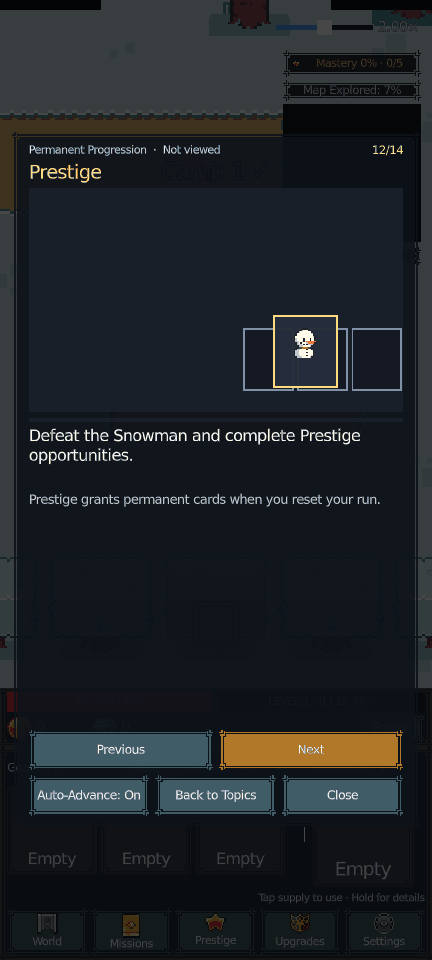 2.00x
Mastery 0% · 0/5
Map Explored: 7%
Permanent Progression · Not viewed
12/14
Prestige
Defeat the Snowman and complete Prestige
opportunities.
Prestige grants permanent cards when you reset your run.
Previous
Next
Auto-Advance: On
Back to Topics
Close
Empty
Empty
Empty
Empty
Tap supply to use · Hold for details
World
Missions
Prestige
Upgrades
Settings